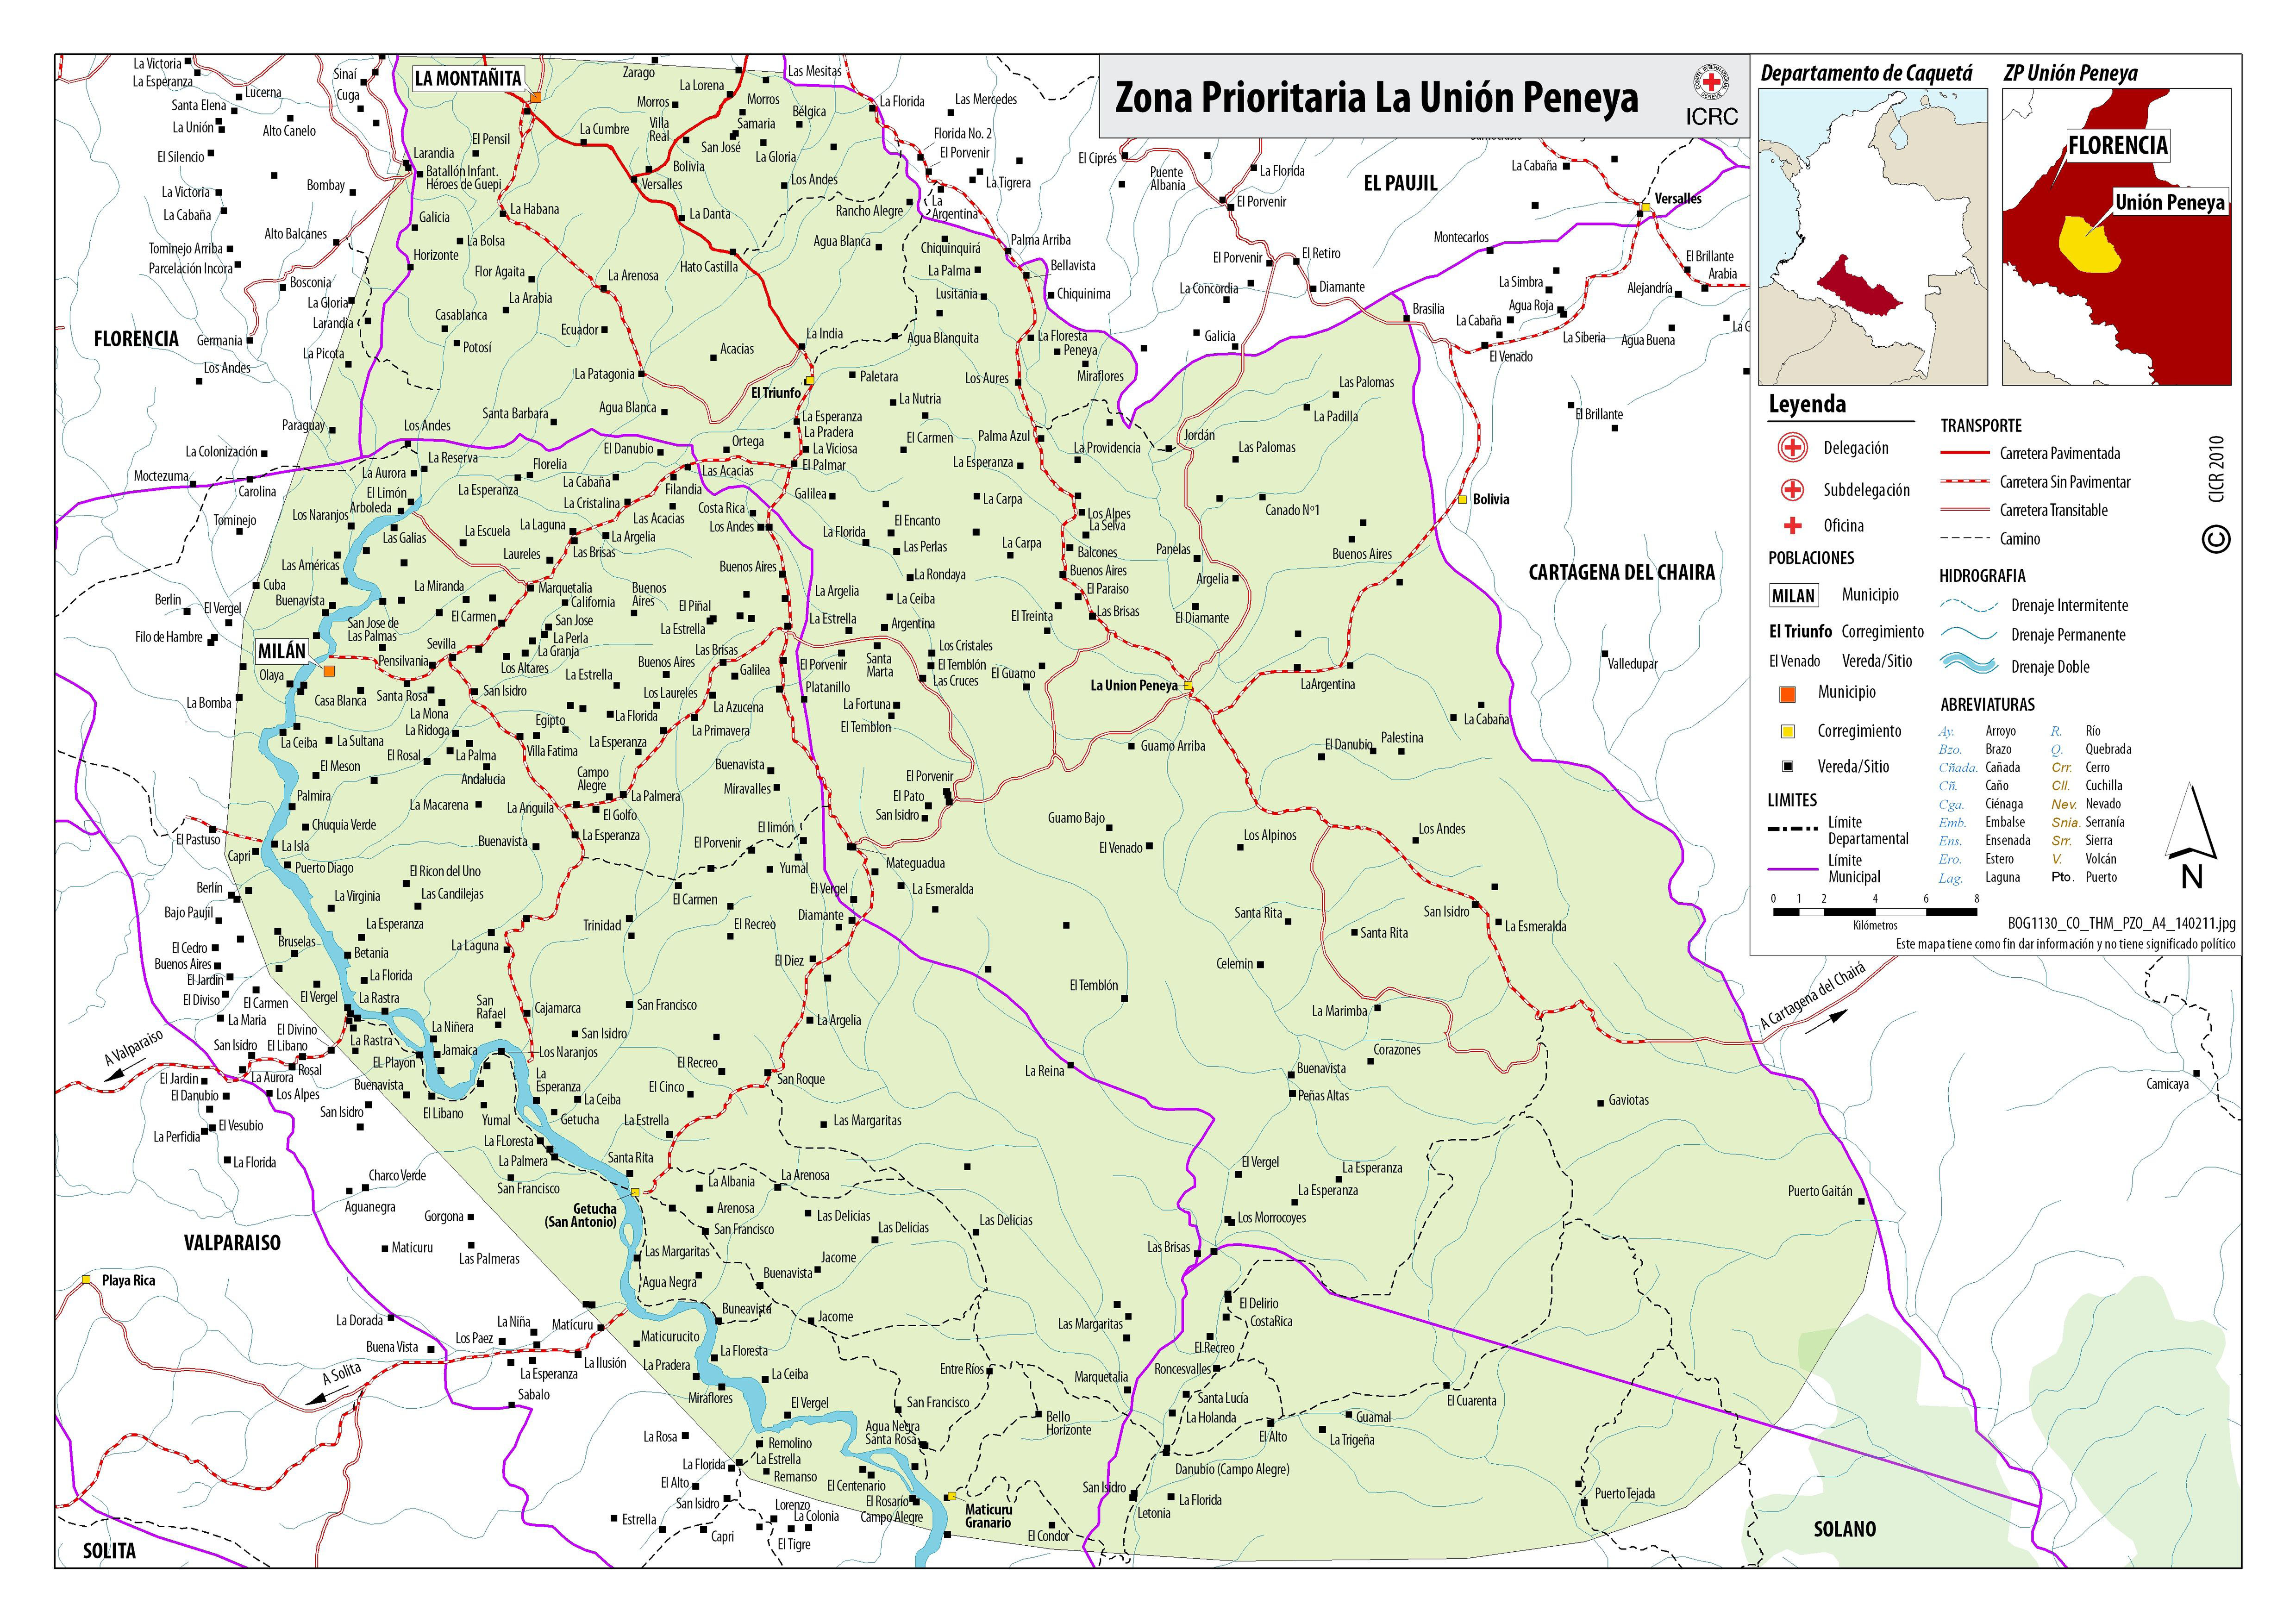 Zona Prioritaria La Unión Peneya
ICRC
Departamento de Caquetá
ZP Unión Peneya
FLORENCIA
Unión Peneya
Leyenda
Delegación
Subdelegación
Oficina
POBLACIONES
MILAN Municipio
El Triunfo Corregimiento
El Venado Vereda/Sitio
Municipio
Corregimiento
Vereda/Sitio
LIMITES
Límite
Departamental
Límite
Municipal
TRANSPORTE
Carretera Pavimentada
Carretera Sin Pavimentar
Carretera Transitable
Camino
HIDROGRAFIA
Drenaje Intermitente
Drenaje Permanente
Drenaje Doble
ABREVIATURAS
Ay. Arroyo R. Río
Bzo. Brazo Q. Quebrada
Cñada. Cañada Crr. Cerro
Cñ. Caño Cll. Cuchilla
Cga. Ciénaga Nev. Nevado
Emb. Embalse Snia. Serranía
Ens. Ensenada Srr. Sierra
Ero. Estero V. Volcán
Lag. Laguna Pto. Puerto
0 1 2 4 6 8
Kilómetros
N
© CICR 2010
BOG1130_CO_THM_PZO_A4_140211.jpg
Este mapa tiene como fin dar información y no tiene significado político
La Victoria
La Esperanza
Lucerna
Santa Elena
La Unión
Alto Canelo
El Silencio
La Victoria
La Cabaña
Bombay
Tominejo Arriba
Parcelación Incora
Alto Balcanes
Bosconia
La Gloria
Larandia
Germania
La Picota
Los Andes
FLORENCIA
Sinaí
Cuga
LA MONTAÑITA
Larandia
Batallón Infant.
Héroes de Guepi
El Pensil
Galicia
Horizonte
La Habana
La Bolsa
Flor Agaita
La Arabia
Casablanca
Potosí
Ecuador
La Arenosa
La Cumbre
Zarago
La Lorena
Morros
Morros
Villa
Real
Samaria
San José
La Gloria
Bélgica
Las Mesitas
Bolivia
Versalles
Los Andes
La Danta
Hato Castilla
Rancho Alegre
Agua Blanca
La India
Acacias
La Patagonia
Agua Blanca
Santa Barbara
El Triunfo
Paletara
Agua Blanquita
La Nutria
La Florida
Las Mercedes
Florida No. 2
El Porvenir
La Tigrera
La
Argentina
Chiquinquirá
Palma Arriba
La Palma
Bellavista
Lusitania
Chiquinima
La Floresta
Peneya
Miraflores
Los Aures
El Ciprés
Puente
Albania
La Florida
El Porvenir
EL PAUJIL
El Porvenir
El Retiro
La Concordia
Diamante
Galicia
Brasilia
Montecarlos
La Cabaña
Versalles
El Brillante
Arabia
Alejandría
La Simbra
Agua Roja
La Cabaña
La Siberia
Agua Buena
El Venado
El Brillante
Las Palomas
La Padilla
Las Palomas
Jordán
La Providencia
Canado Nº1
Buenos Aires
Bolivia
CARTAGENA DEL CHAIRA
Valledupar
Paraguay
Los Andes
La Colonización
Moctezuma
Carolina
Tominejo
La Reserva
La Aurora
El Limón
Arboleda
Los Naranjos
Las Galias
Las Américas
Cuba
Buenavista
Berlin
El Vergel
Filo de Hambre
San Jose de
Las Palmas
MILÁN
Olaya
La Bomba
Casa Blanca
La Ceiba
La Sultana
El Meson
Palmira
Chuquia Verde
El Pastuso
Capri
La Isla
Puerto Diago
El Danubio
Florelia
La Esperanza
La Cabaña
La Cristalina
Filandia
Las Acacias
Las Acacias
Ortega
La Esperanza
La Pradera
La Viciosa
El Palmar
Costa Rica
Los Andes
La Escuela
La Laguna
La Argelia
Las Brisas
Laureles
Marquetalia
California
Buenos
Aires
Buenos Aires
La Miranda
El Carmen
San Jose
La Perla
La Granja
Los Altares
Sevilla
Pensilvania
Santa Rosa
San Isidro
La Mona
La Ridoga
El Rosal
La Palma
Andalucia
Egipto
Villa Fatima
La Estrella
La Florida
La Esperanza
El Piñal
La Estrella
Las Brisas
Buenos Aires
Galilea
Los Laureles
La Azucena
La Primavera
Buenavista
Miravalles
Campo
Alegre
La Palmera
El Golfo
La Esperanza
La Anguila
La Macarena
Buenavista
El Porvenir
El limón
Yumal
El Carmen
El Recreo
Trinidad
El Carmen
Palma Azul
La Esperanza
Galilea
La Carpa
Los Alpes
La Selva
El Encanto
La Florida
Las Perlas
La Carpa
Balcones
Buenos Aires
El Paraiso
Panelas
Argelia
La Rondaya
La Argelia
La Ceiba
La Estrella
Argentina
El Treinta
Las Brisas
El Diamante
Los Cristales
El Temblón
Las Cruces
El Porvenir
Santa
Marta
El Guamo
Platanillo
La Fortuna
El Temblon
La Union Peneya
LaArgentina
La Cabaña
Guamo Arriba
El Danubio
Palestina
El Porvenir
El Pato
San Isidro
Guamo Bajo
El Venado
Los Alpinos
Los Andes
Mateguadua
La Esmeralda
El Vergel
Diamante
El Diez
La Argelia
Santa Rita
Santa Rita
Celemin
San Isidro
La Esmeralda
El Temblón
La Marimba
Corazones
A Cartagena del Chairá
Camicaya
La Reina
Buenavista
Peñas Altas
Gaviotas
Berlín
Bajo Paujil
El Cedro
Buenos Aires
El Jardin
El Diviso
El Carmen
La Maria
Bruselas
La Virginia
El Ricon del Uno
Las Candilejas
La Esperanza
Betania
La Florida
El Vergel
La Rastra
La Laguna
San
Rafael
Cajamarca
San Francisco
San Isidro
La Niñera
Jamaica
Los Naranjos
El Divino
El Libano
La Rastra
EL Playon
San Isidro
La Aurora
Rosal
A Valparaiso
El Jardin
El Danubio
Los Alpes
Buenavista
San Isidro
El Libano
El Vesubio
La Perfidia
La Florida
La
Esperanza
La Ceiba
Getucha
Yumal
La FLoresta
La Palmera
San Francisco
El Recreo
El Cinco
La Estrella
San Roque
Las Margaritas
Santa Rita
Getucha
(San Antonio)
La Albania
La Arenosa
Arenosa
San Francisco
Las Delicias
Las Delicias
Las Delicias
Las Margaritas
Agua Negra
Jacome
Buenavista
Buneavista
Jacome
Charco Verde
Aguanegra
VALPARAISO
Gorgona
Maticuru
Las Palmeras
Playa Rica
La Dorada
La Niña
Maticuru
Los Paez
Buena Vista
La Esperanza
La Ilusión
A Solita
Sabalo
Maticurucito
La Pradera
La Floresta
Miraflores
La Ceiba
El Vergel
San Francisco
Agua Negra
Santa Rosa
La Rosa
Remolino
La Estrella
Remanso
La Florida
El Alto
San Isidro
Lorenzo
La Colonia
Estrella
Capri
El Tigre
El Centenario
El Rosario
Campo Alegre
Maticuru
Granario
Entre Ríos
Bello
Horizonte
El Condor
El Vergel
La Esperanza
La Esperanza
Los Morrocoyes
Las Brisas
El Delirio
CostaRica
Las Margaritas
El Recreo
Roncesvalles
Marquetalia
Santa Lucía
La Holanda
El Alto
Guamal
La Trigeña
El Cuarenta
Danubio (Campo Alegre)
San Isidro
La Florida
Letonia
Puerto Gaitán
Puerto Tejada
SOLANO
SOLITA